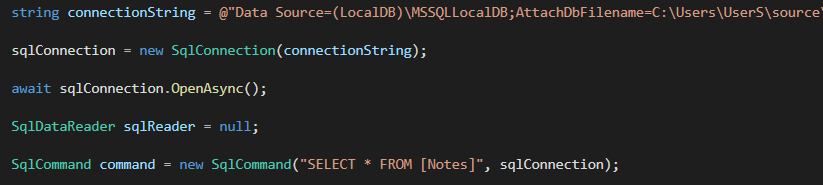 string connectionString = @"Data Source=(LocalDB)\MSSQLLocalDB;AttachDbFilename=C:\Users\UserS\source\
sqlConnection = new SqlConnection(connectionString);
await sqlConnection.OpenAsync();
SqlDataReader sqlReader = null;
SqlCommand command = new SqlCommand("SELECT * FROM [Notes]", sqlConnection);